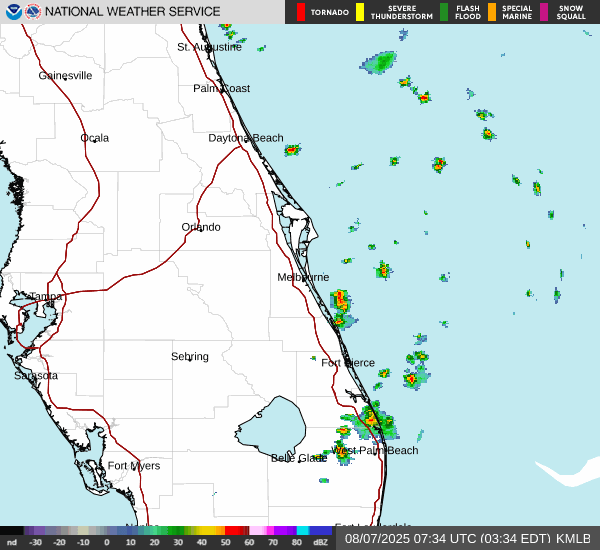 NATIONAL WEATHER SERVICE
TORNADO
SEVERE THUNDERSTORM
FLASH FLOOD
SPECIAL MARINE
SNOW SQUALL
St. Augustine
Gainesville
Palm Coast
Ocala
Daytona Beach
Orlando
Melbourne
Tampa
Sebring
Fort Pierce
Sarasota
West Palm Beach
Belle Glade
Fort Myers
nd -30 -20 -10 0 10 20 30 40 50 60 70 80 dBZ
08/07/2025 07:34 UTC (03:34 EDT) KMLB